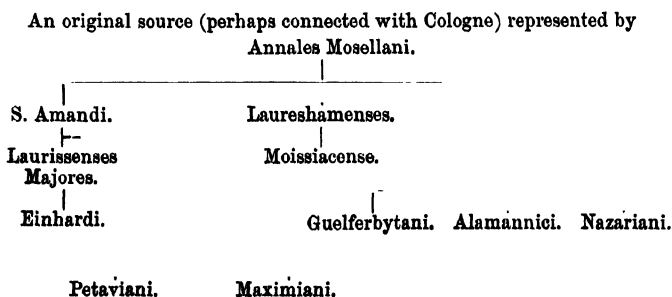 An original source (perhaps connected with Cologne) represented by
Annales Mosellani.
S. Amandi. Laureshamenses.
Laurissenses Moissiacense.
Majores.
Einhardi. Guelferbytani. Alamannici. Nazariani.
Petaviani. Maximiani.